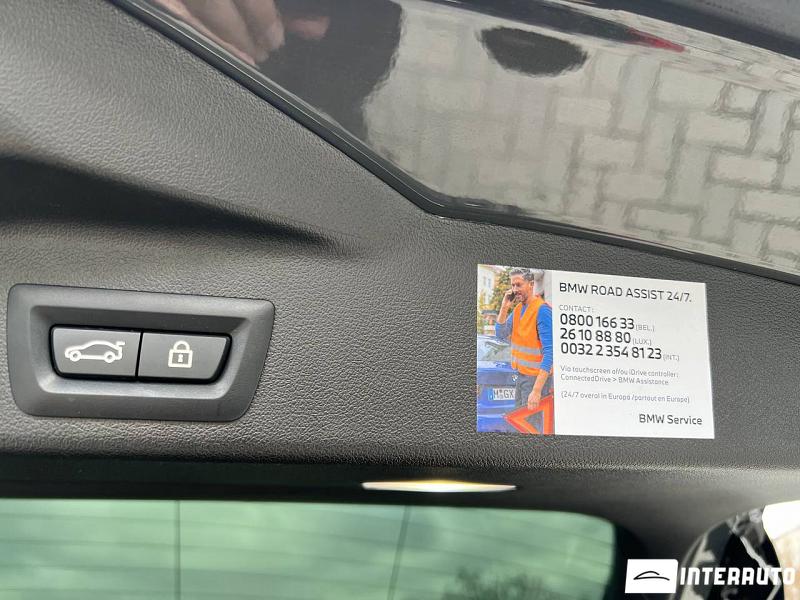 BMW ROAD ASSIST 24/7.
CONTACT:
0800 166 33 (BEL.)
26 10 88 80 (LUX.)
0032 2 354 81 23 (INT.)
Via touchscreen of/ou iDrive controller:
ConnectedDrive > BMW Assistance
(24/7 overal in Europa /partout en Europe)
BMW Service
M GX
INTERAUTO